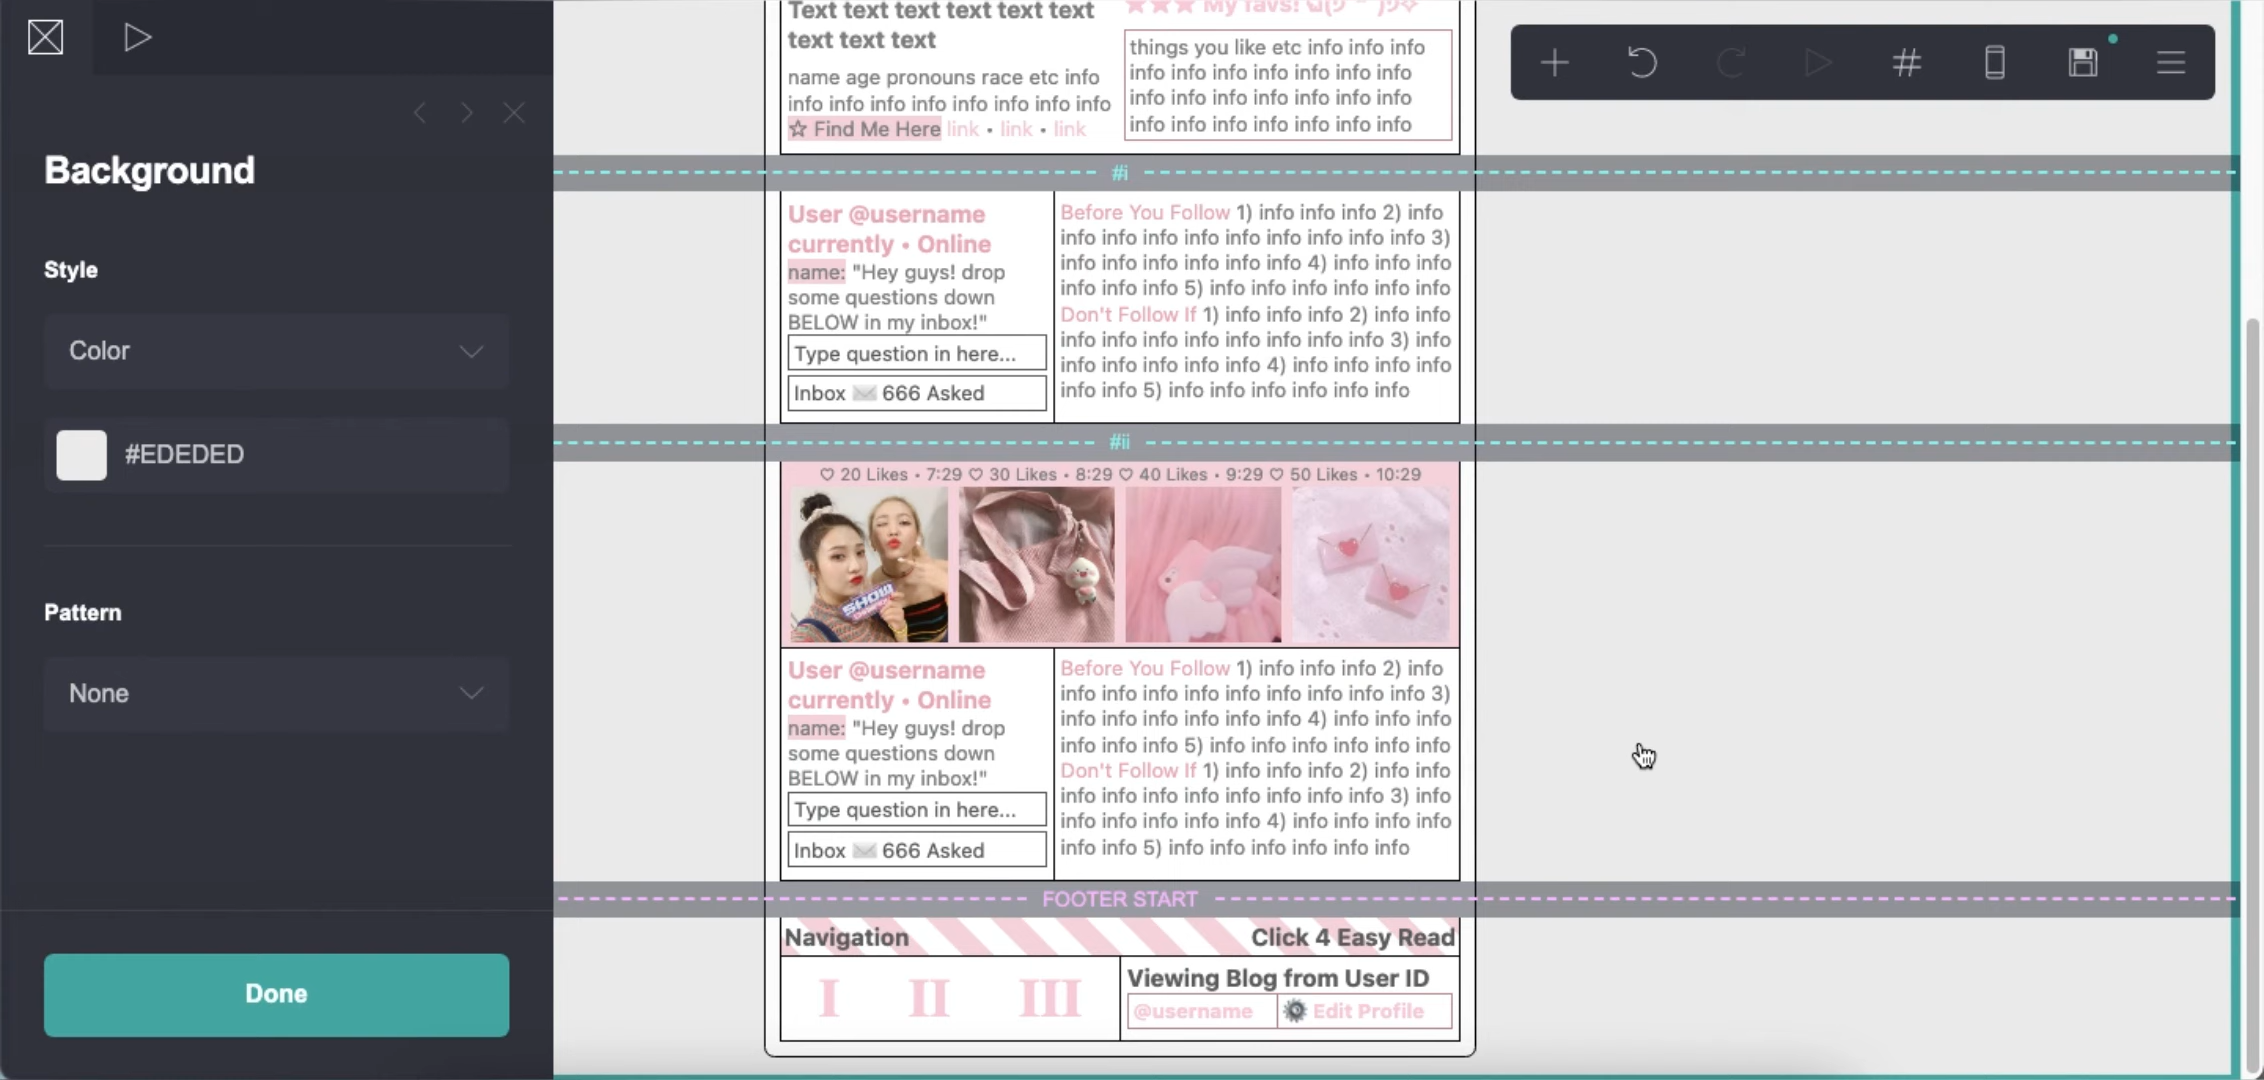 Background
Style
Color
#EDEDED
Pattern
None
Done
Text text text text text text
text text text
name age pronouns race etc info
info info info info info info info info
☆ Find Me Here link • link • link
★★★ My favs!
things you like etc info info info
info info info info info info info
info info info info info info info
info info info info info info info
#i
User @username
currently • Online
name: "Hey guys! drop
some questions down
BELOW in my inbox!"
Type question in here...
Inbox ✉️ 666 Asked
Before You Follow 1) info info info 2) info
info info info info info info info info info 3)
info info info info info info 4) info info info
info info info 5) info info info info info info
Don't Follow If 1) info info info 2) info info
info info info info info info info info 3) info
info info info info info 4) info info info info
info info 5) info info info info info info
#ii
♡ 20 Likes • 7:29 ♡ 30 Likes • 8:29 ♡ 40 Likes • 9:29 ♡ 50 Likes • 10:29
SHOW
User @username
currently • Online
name: "Hey guys! drop
some questions down
BELOW in my inbox!"
Type question in here...
Inbox ✉️ 666 Asked
Before You Follow 1) info info info 2) info
info info info info info info info info info 3)
info info info info info info 4) info info info
info info info 5) info info info info info info
Don't Follow If 1) info info info 2) info info
info info info info info info info info 3) info
info info info info info 4) info info info info
info info 5) info info info info info info
FOOTER START
Navigation
Click 4 Easy Read
I II III
Viewing Blog from User ID
@username
⚙️ Edit Profile